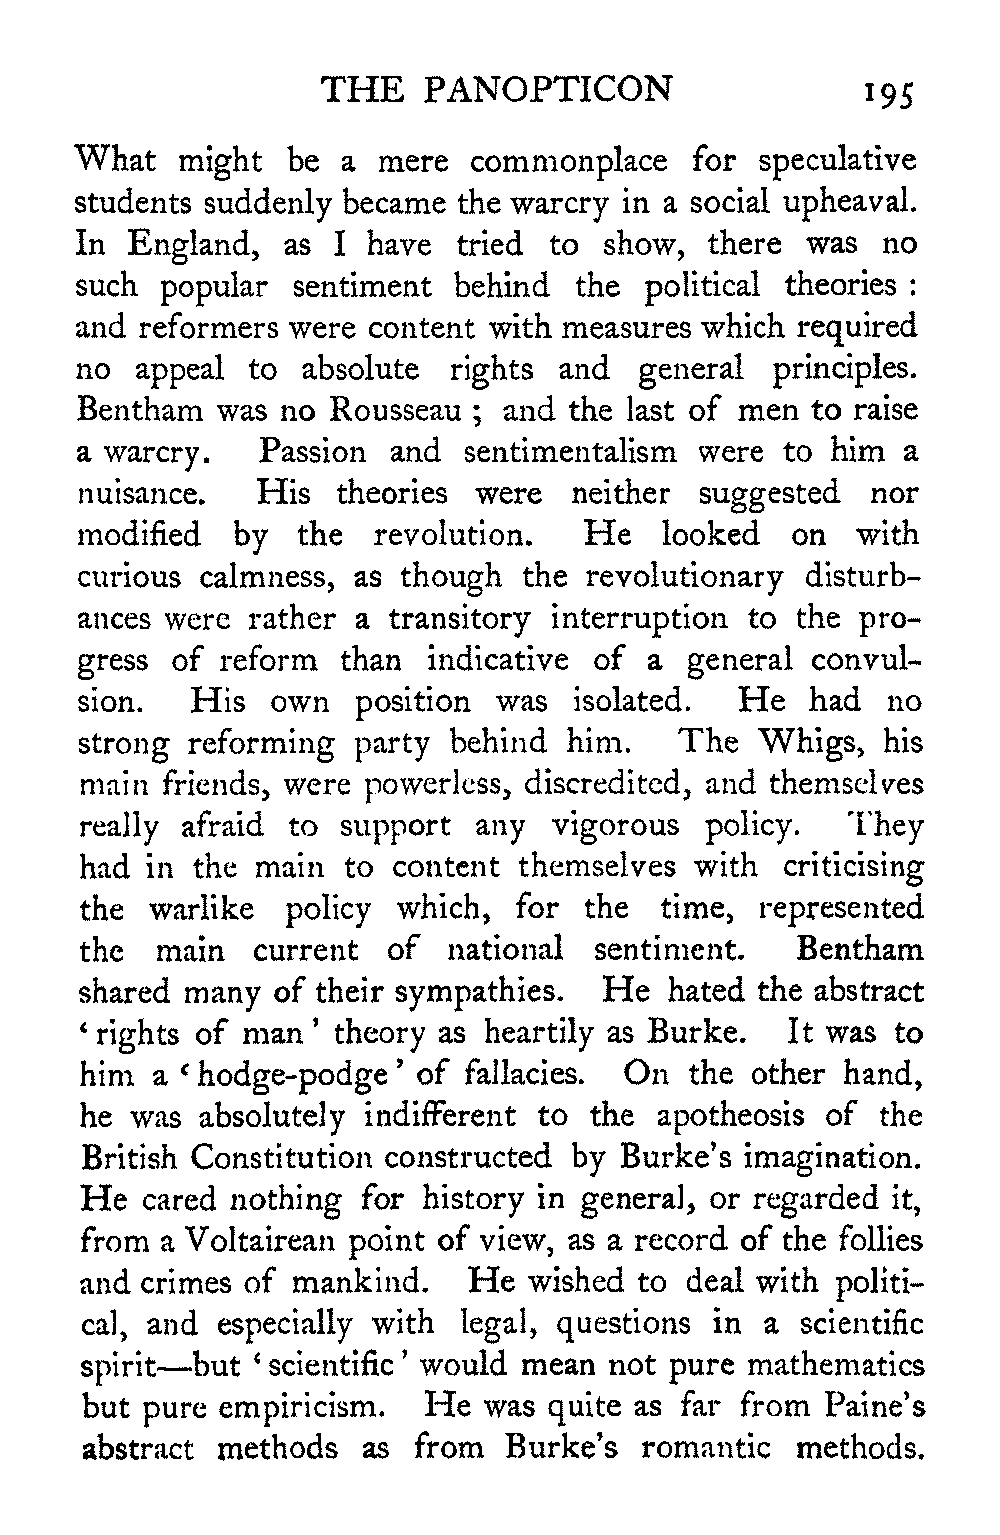 THE PANOPTICON 195
What might be a mere commonplace for speculative
students suddenly became the warcry in a social upheaval.
In England, as I have tried to show, there was no
such popular sentiment behind the political theories :
and reformers were content with measures which required
no appeal to absolute rights and general principles.
Bentham was no Rousseau ; and the last of men to raise
a warcry. Passion and sentimentalism were to him a
nuisance. His theories were neither suggested nor
modified by the revolution. He looked on with
curious calmness, as though the revolutionary disturb-
ances were rather a transitory interruption to the pro-
gress of reform than indicative of a general convul-
sion. His own position was isolated. He had no
strong reforming party behind him. The Whigs, his
main friends, were powerless, discredited, and themselves
really afraid to support any vigorous policy. They
had in the main to content themselves with criticising
the warlike policy which, for the time, represented
the main current of national sentiment. Bentham
shared many of their sympathies. He hated the abstract
‘ rights of man ’ theory as heartily as Burke. It was to
him a ‘ hodge-podge ’ of fallacies. On the other hand,
he was absolutely indifferent to the apotheosis of the
British Constitution constructed by Burke’s imagination.
He cared nothing for history in general, or regarded it,
from a Voltairean point of view, as a record of the follies
and crimes of mankind. He wished to deal with politi-
cal, and especially with legal, questions in a scientific
spirit—but ‘ scientific ’ would mean not pure mathematics
but pure empiricism. He was quite as far from Paine’s
abstract methods as from Burke’s romantic methods.